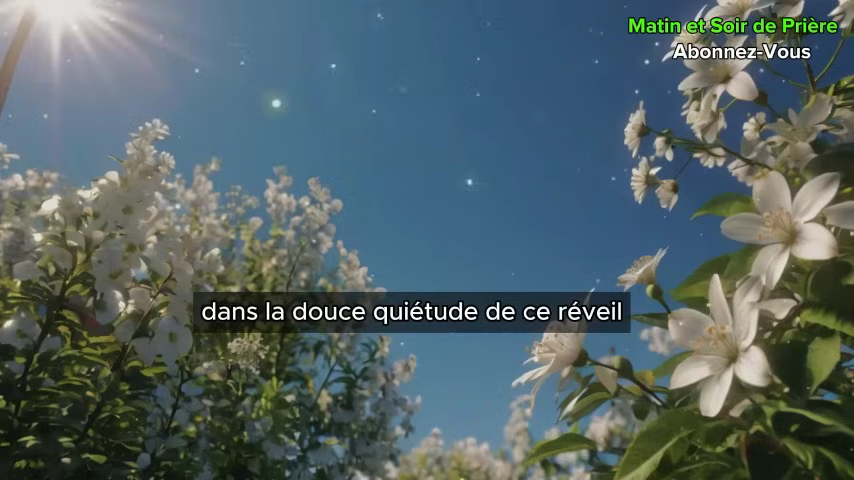 Matin et Soir de Prière
Abonnez-Vous
dans la douce quiétude de ce réveil